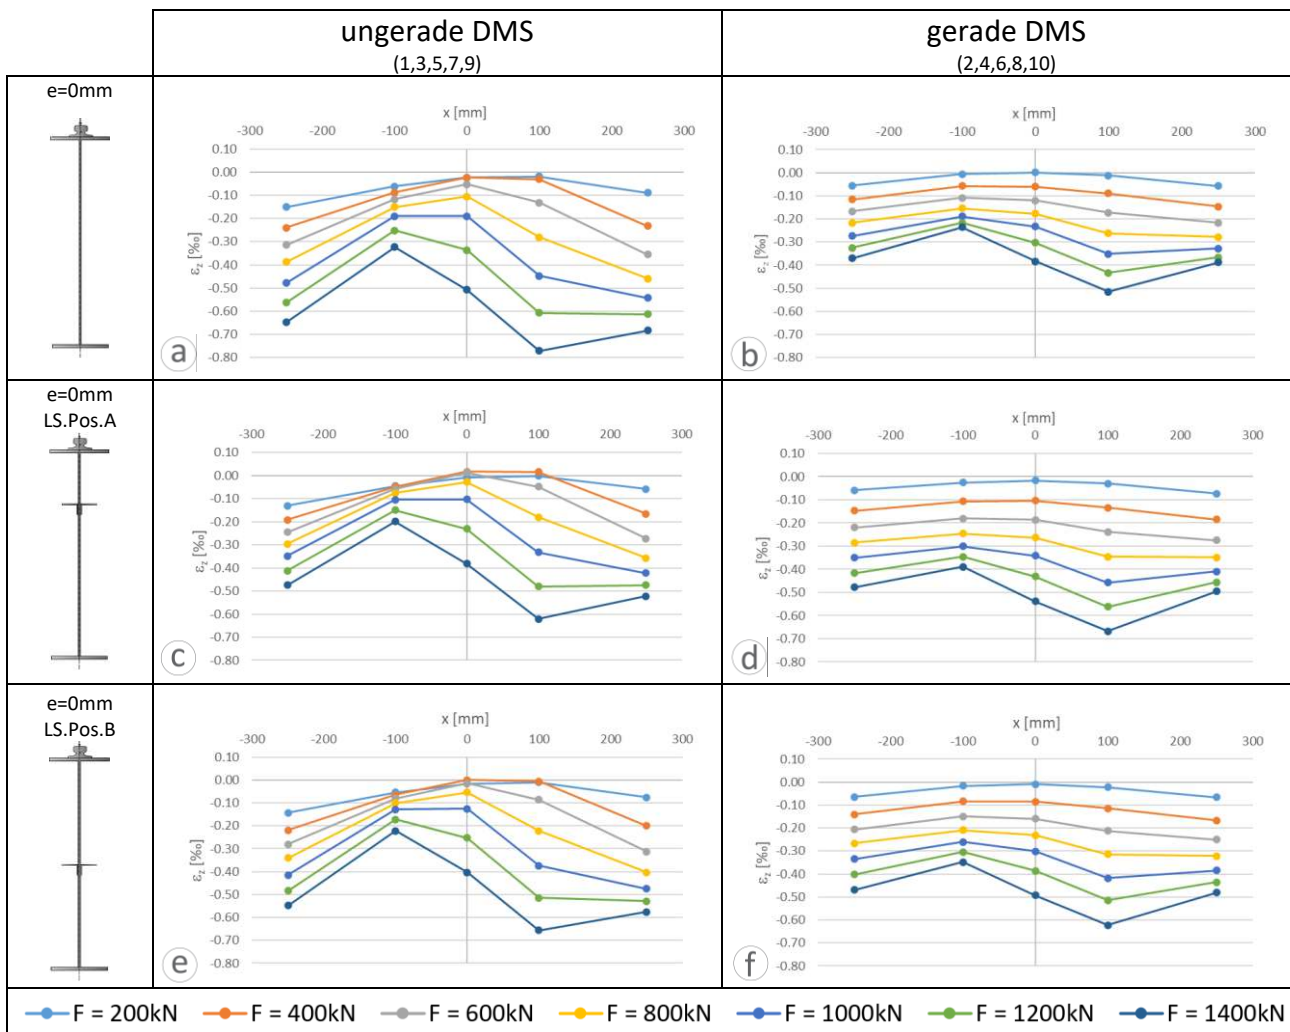 ungerade DMS
(1,3,5,7,9)
gerade DMS
(2,4,6,8,10)
e=0mm
x [mm]
-300 -200 -100 0 100 200 300
0.10
0.00
-0.10
-0.20
-0.30
-0.40
-0.50
-0.60
-0.70
-0.80
εz [‰]
a
x [mm]
-300 -200 -100 0 100 200 300
0.10
0.00
-0.10
-0.20
-0.30
-0.40
-0.50
-0.60
-0.70
-0.80
εz [‰]
b
e=0mm
LS.Pos.A
x [mm]
-300 -200 -100 0 100 200 300
0.10
0.00
-0.10
-0.20
-0.30
-0.40
-0.50
-0.60
-0.70
-0.80
εz [‰]
c
x [mm]
-300 -200 -100 0 100 200 300
0.10
0.00
-0.10
-0.20
-0.30
-0.40
-0.50
-0.60
-0.70
-0.80
εz [‰]
d
e=0mm
LS.Pos.B
x [mm]
-300 -200 -100 0 100 200 300
0.10
0.00
-0.10
-0.20
-0.30
-0.40
-0.50
-0.60
-0.70
-0.80
εz [‰]
e
x [mm]
-300 -200 -100 0 100 200 300
0.10
0.00
-0.10
-0.20
-0.30
-0.40
-0.50
-0.60
-0.70
-0.80
εz [‰]
f
F = 200kN F = 400kN F = 600kN F = 800kN F = 1000kN F = 1200kN F = 1400kN